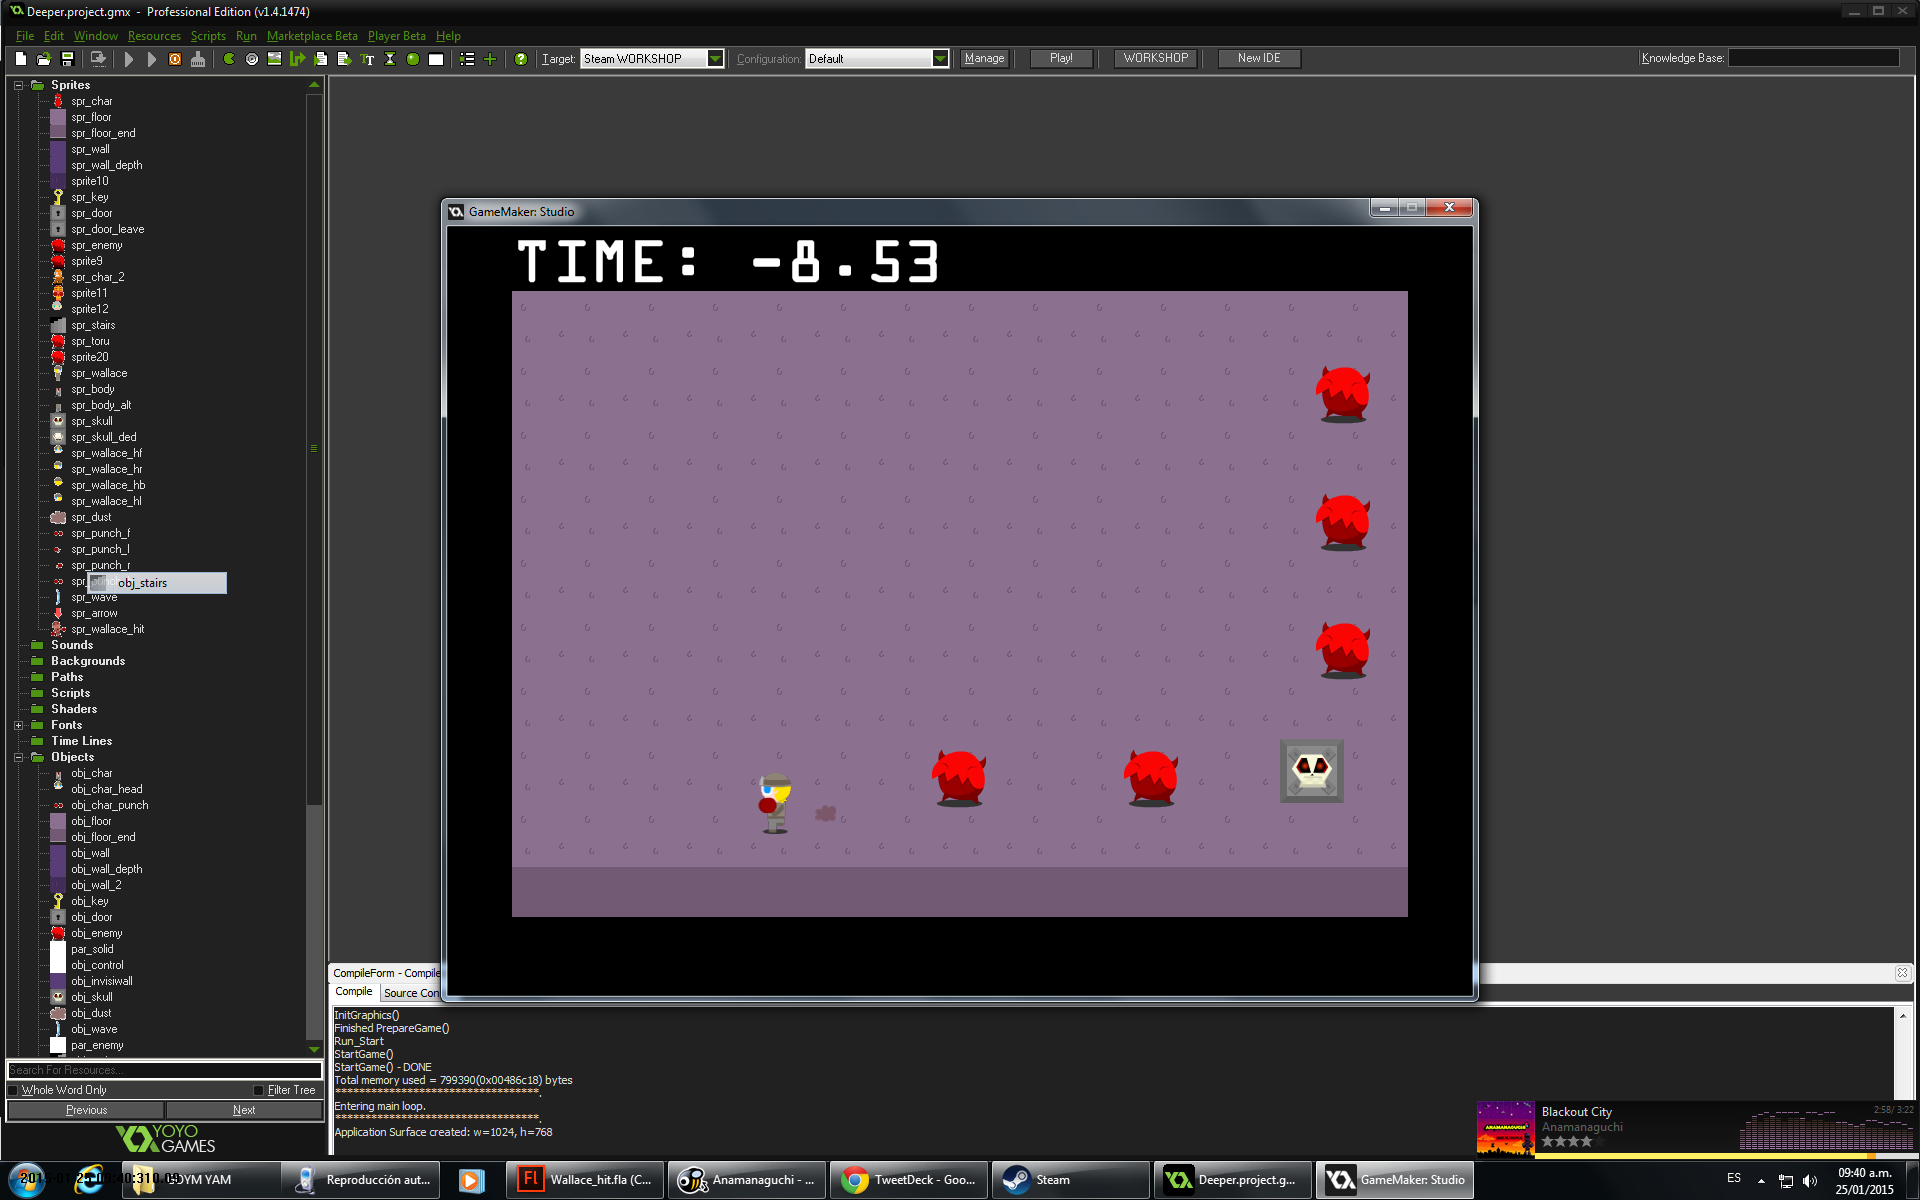 Deeper.project.gmx - Professional Edition (v1.4.1474)
File Edit Window Resources Scripts Run Marketplace Beta Player Beta Help
Target: Steam WORKSHOP Configuration: Default Manage Play! WORKSHOP New IDE Knowledge Base:
Sprites
spr_char
spr_floor
spr_floor_end
spr_wall
spr_wall_depth
sprite10
spr_key
spr_door
spr_door_leave
spr_enemy
sprite9
spr_char_2
sprite11
sprite12
spr_stairs
spr_toru
sprite20
spr_wallace
spr_body
spr_body_alt
spr_skull
spr_skull_ded
spr_wallace_hf
spr_wallace_hr
spr_wallace_hb
spr_wallace_hl
spr_dust
spr_punch_f
spr_punch_l
spr_punch_r
obj_stairs
spr_wave
spr_arrow
spr_wallace_hit
Sounds
Backgrounds
Paths
Scripts
Shaders
Fonts
Time Lines
Objects
obj_char
obj_char_head
obj_char_punch
obj_floor
obj_floor_end
obj_wall
obj_wall_depth
obj_wall_2
obj_key
obj_door
obj_enemy
par_solid
obj_control
obj_invisiwall
obj_skull
obj_dust
obj_wave
par_enemy
Search For Resources...
Whole Word Only Filter Tree
Previous Next
YOYO GAMES
GameMaker: Studio
TIME: -8.53
CompileForm - Compile
Compile Source Con
InitGraphics()
Finished PrepareGame()
Run_Start
StartGame()
StartGame() - DONE
Total memory used = 799390(0x00486c18) bytes
***********************************.
Entering main loop.
***********************************.
Application Surface created: w=1024, h=768
Blackout City
Anamanaguchi
2:58/ 3:22
ANAMANAGUCHI
YAM
Reproducción aut...
Wallace_hit.fla (C...
Anamanaguchi - ...
TweetDeck - Goo...
Steam
Deeper.project.g...
GameMaker: Studio
ES
09:40 a.m.
25/01/2015